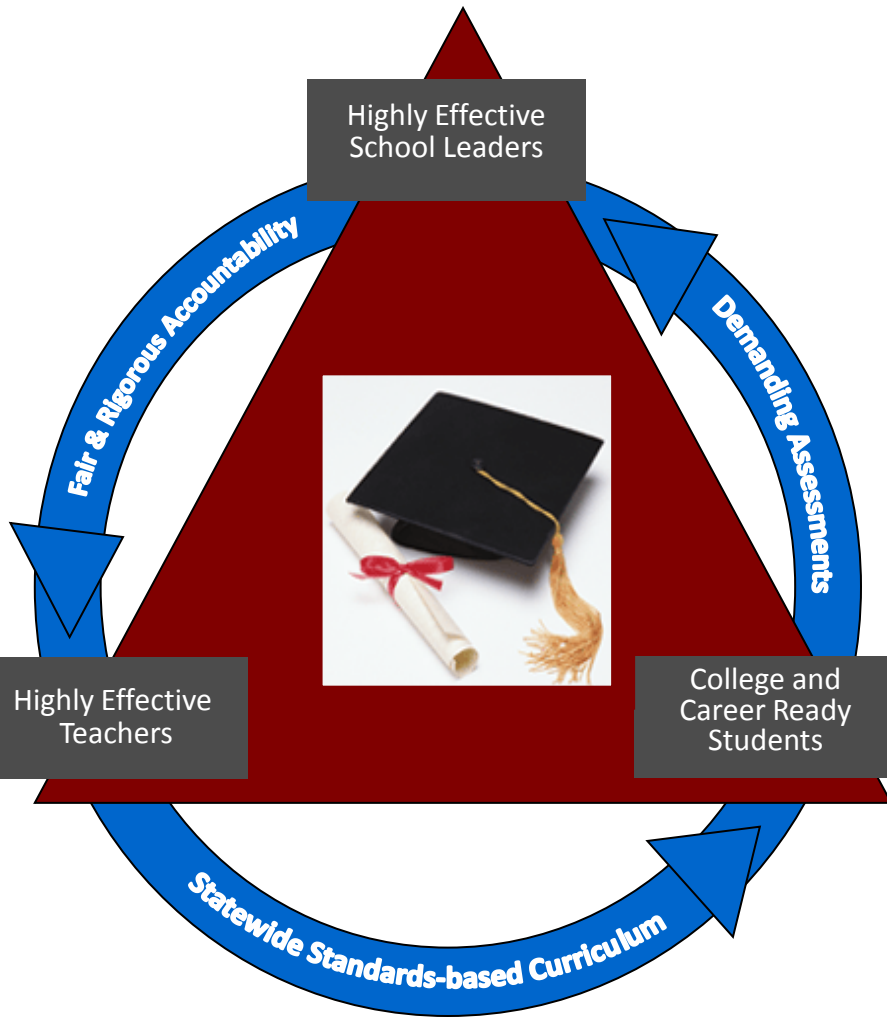 Highly Effective
School Leaders
Fair & Rigorous Accountability
Demanding Assessments
Highly Effective
Teachers
College and
Career Ready
Students
Statewide Standards-based Curriculum